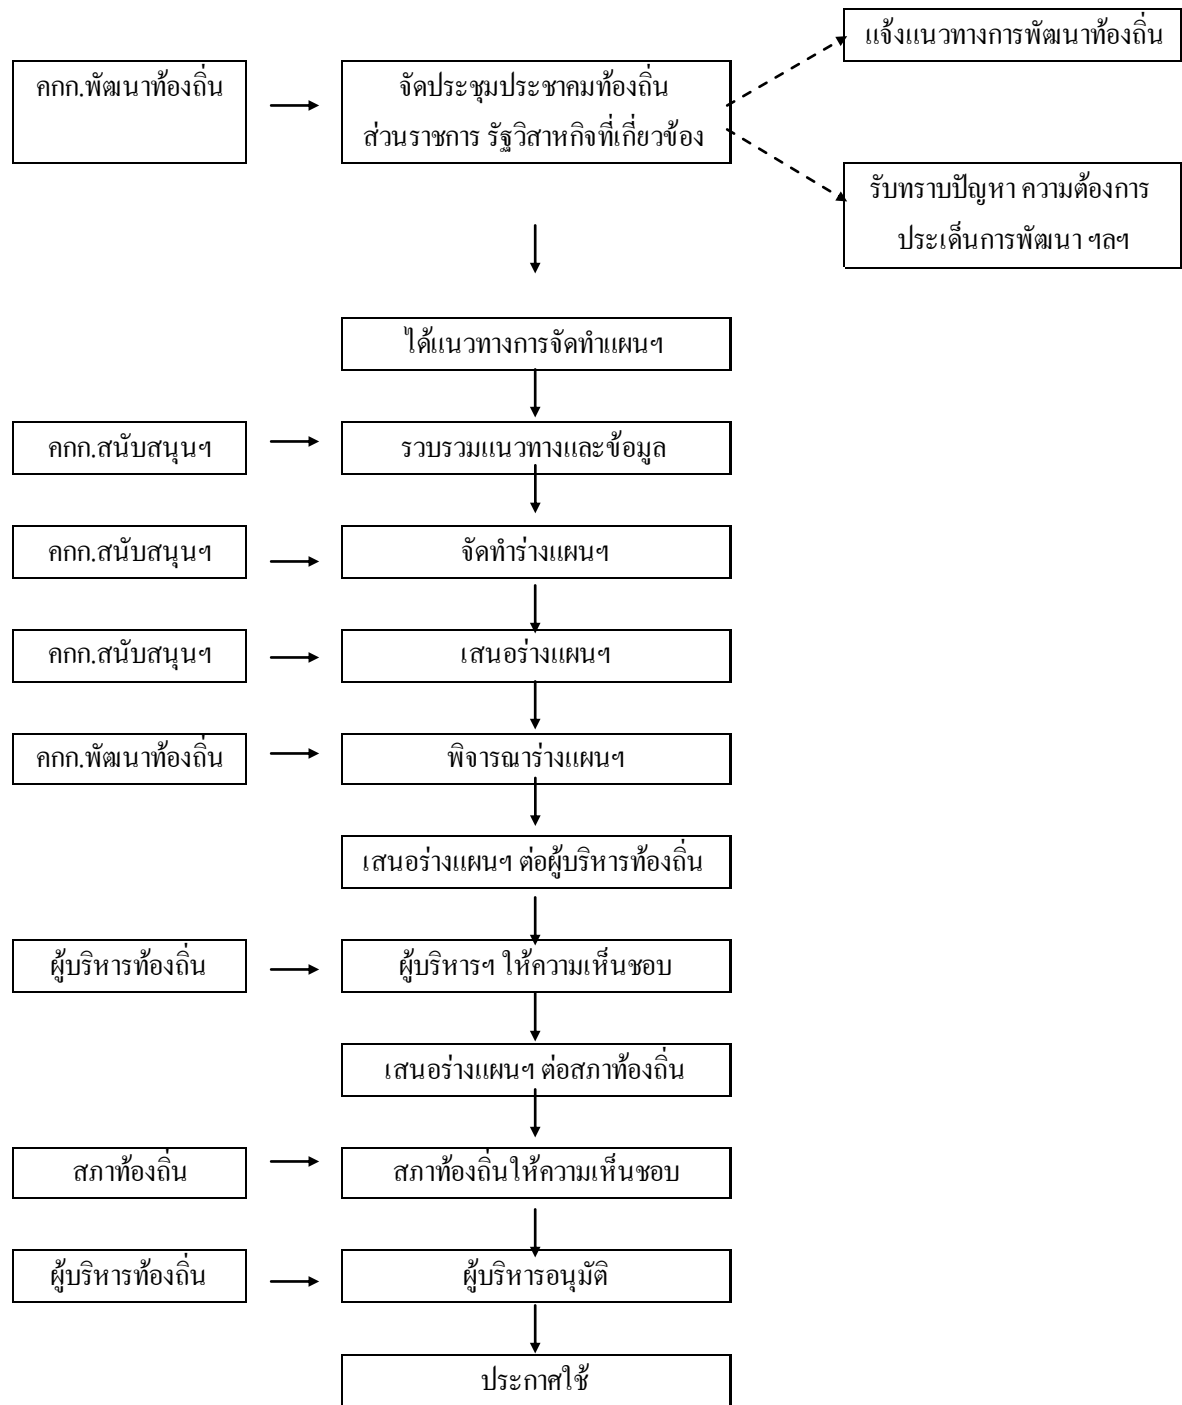 แจ้งแนวทางการพัฒนาท้องถิ่น
คกก.พัฒนาท้องถิ่น
จัดประชุมประชาคมท้องถิ่น
ส่วนราชการ รัฐวิสาหกิจที่เกี่ยวข้อง
รับทราบปัญหา ความต้องการ
ประเด็นการพัฒนา ฯลฯ
ได้แนวทางการจัดทำแผนฯ
คกก.สนับสนุนฯ
รวบรวมแนวทางและข้อมูล
คกก.สนับสนุนฯ
จัดทำร่างแผนฯ
คกก.สนับสนุนฯ
เสนอร่างแผนฯ
คกก.พัฒนาท้องถิ่น
พิจารณาร่างแผนฯ
เสนอร่างแผนฯ ต่อผู้บริหารท้องถิ่น
ผู้บริหารท้องถิ่น
ผู้บริหารฯ ให้ความเห็นชอบ
เสนอร่างแผนฯ ต่อสภาท้องถิ่น
สภาท้องถิ่น
สภาท้องถิ่นให้ความเห็นชอบ
ผู้บริหารท้องถิ่น
ผู้บริหารอนุมัติ
ประกาศใช้